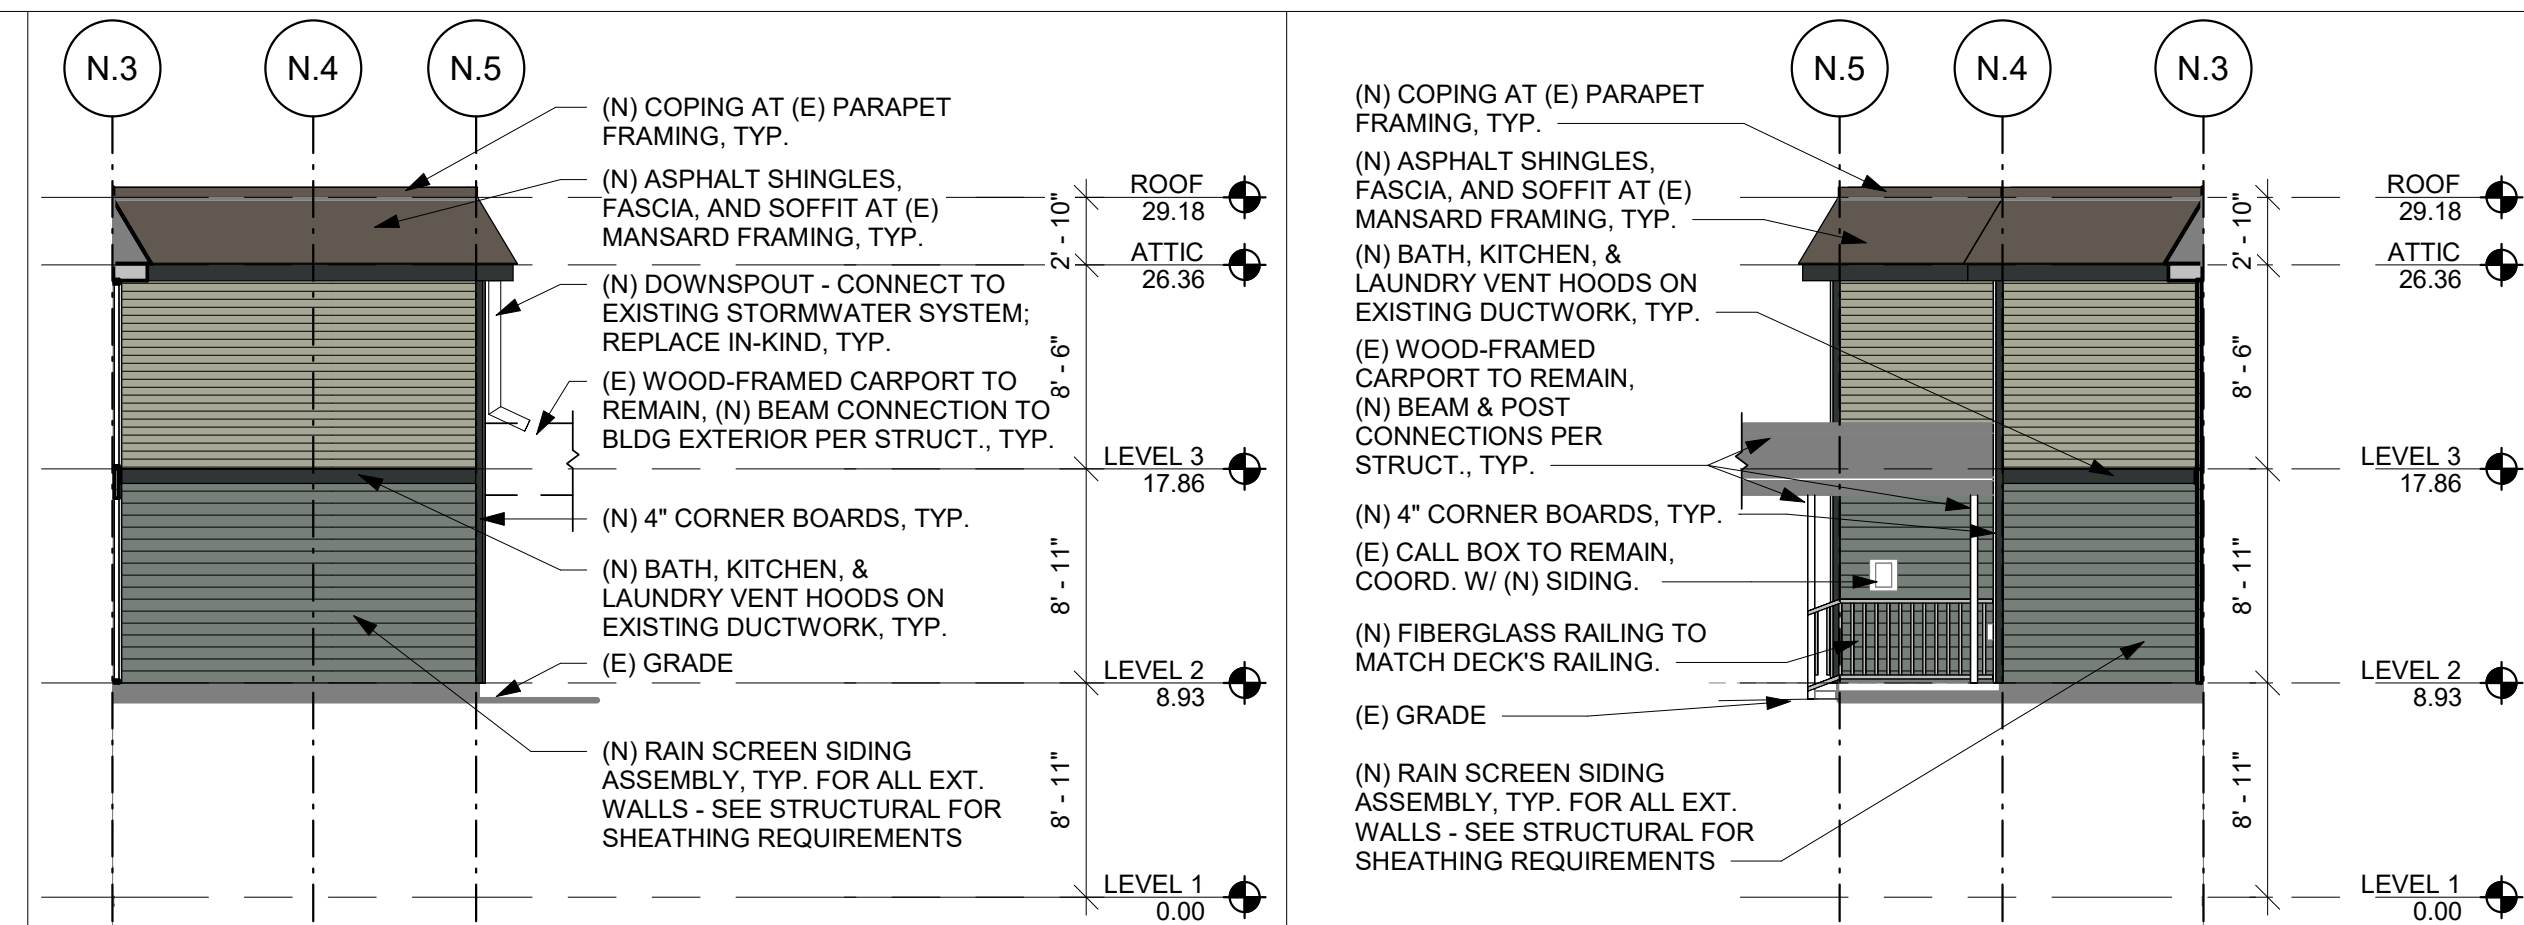 N.3
N.4
N.5
(N) COPING AT (E) PARAPET
FRAMING, TYP.
(N) ASPHALT SHINGLES,
FASCIA, AND SOFFIT AT (E)
MANSARD FRAMING, TYP.
(N) DOWNSPOUT - CONNECT TO
EXISTING STORMWATER SYSTEM;
REPLACE IN-KIND, TYP.
(E) WOOD-FRAMED CARPORT TO
REMAIN, (N) BEAM CONNECTION TO
BLDG EXTERIOR PER STRUCT., TYP.
(N) 4" CORNER BOARDS, TYP.
(N) BATH, KITCHEN, &
LAUNDRY VENT HOODS ON
EXISTING DUCTWORK, TYP.
(E) GRADE
(N) RAIN SCREEN SIDING
ASSEMBLY, TYP. FOR ALL EXT.
WALLS - SEE STRUCTURAL FOR
SHEATHING REQUIREMENTS
2' - 10"
8' - 6"
8' - 11"
8' - 11"
ROOF
29.18
ATTIC
26.36
LEVEL 3
17.86
LEVEL 2
8.93
LEVEL 1
0.00
N.5
N.4
N.3
(N) COPING AT (E) PARAPET
FRAMING, TYP.
(N) ASPHALT SHINGLES,
FASCIA, AND SOFFIT AT (E)
MANSARD FRAMING, TYP.
(N) BATH, KITCHEN, &
LAUNDRY VENT HOODS ON
EXISTING DUCTWORK, TYP.
(E) WOOD-FRAMED
CARPORT TO REMAIN,
(N) BEAM & POST
CONNECTIONS PER
STRUCT., TYP.
(N) 4" CORNER BOARDS, TYP.
(E) CALL BOX TO REMAIN,
COORD. W/ (N) SIDING.
(N) FIBERGLASS RAILING TO
MATCH DECK'S RAILING.
(E) GRADE
(N) RAIN SCREEN SIDING
ASSEMBLY, TYP. FOR ALL EXT.
WALLS - SEE STRUCTURAL FOR
SHEATHING REQUIREMENTS
2' - 10"
8' - 6"
8' - 11"
8' - 11"
ROOF
29.18
ATTIC
26.36
LEVEL 3
17.86
LEVEL 2
8.93
LEVEL 1
0.00